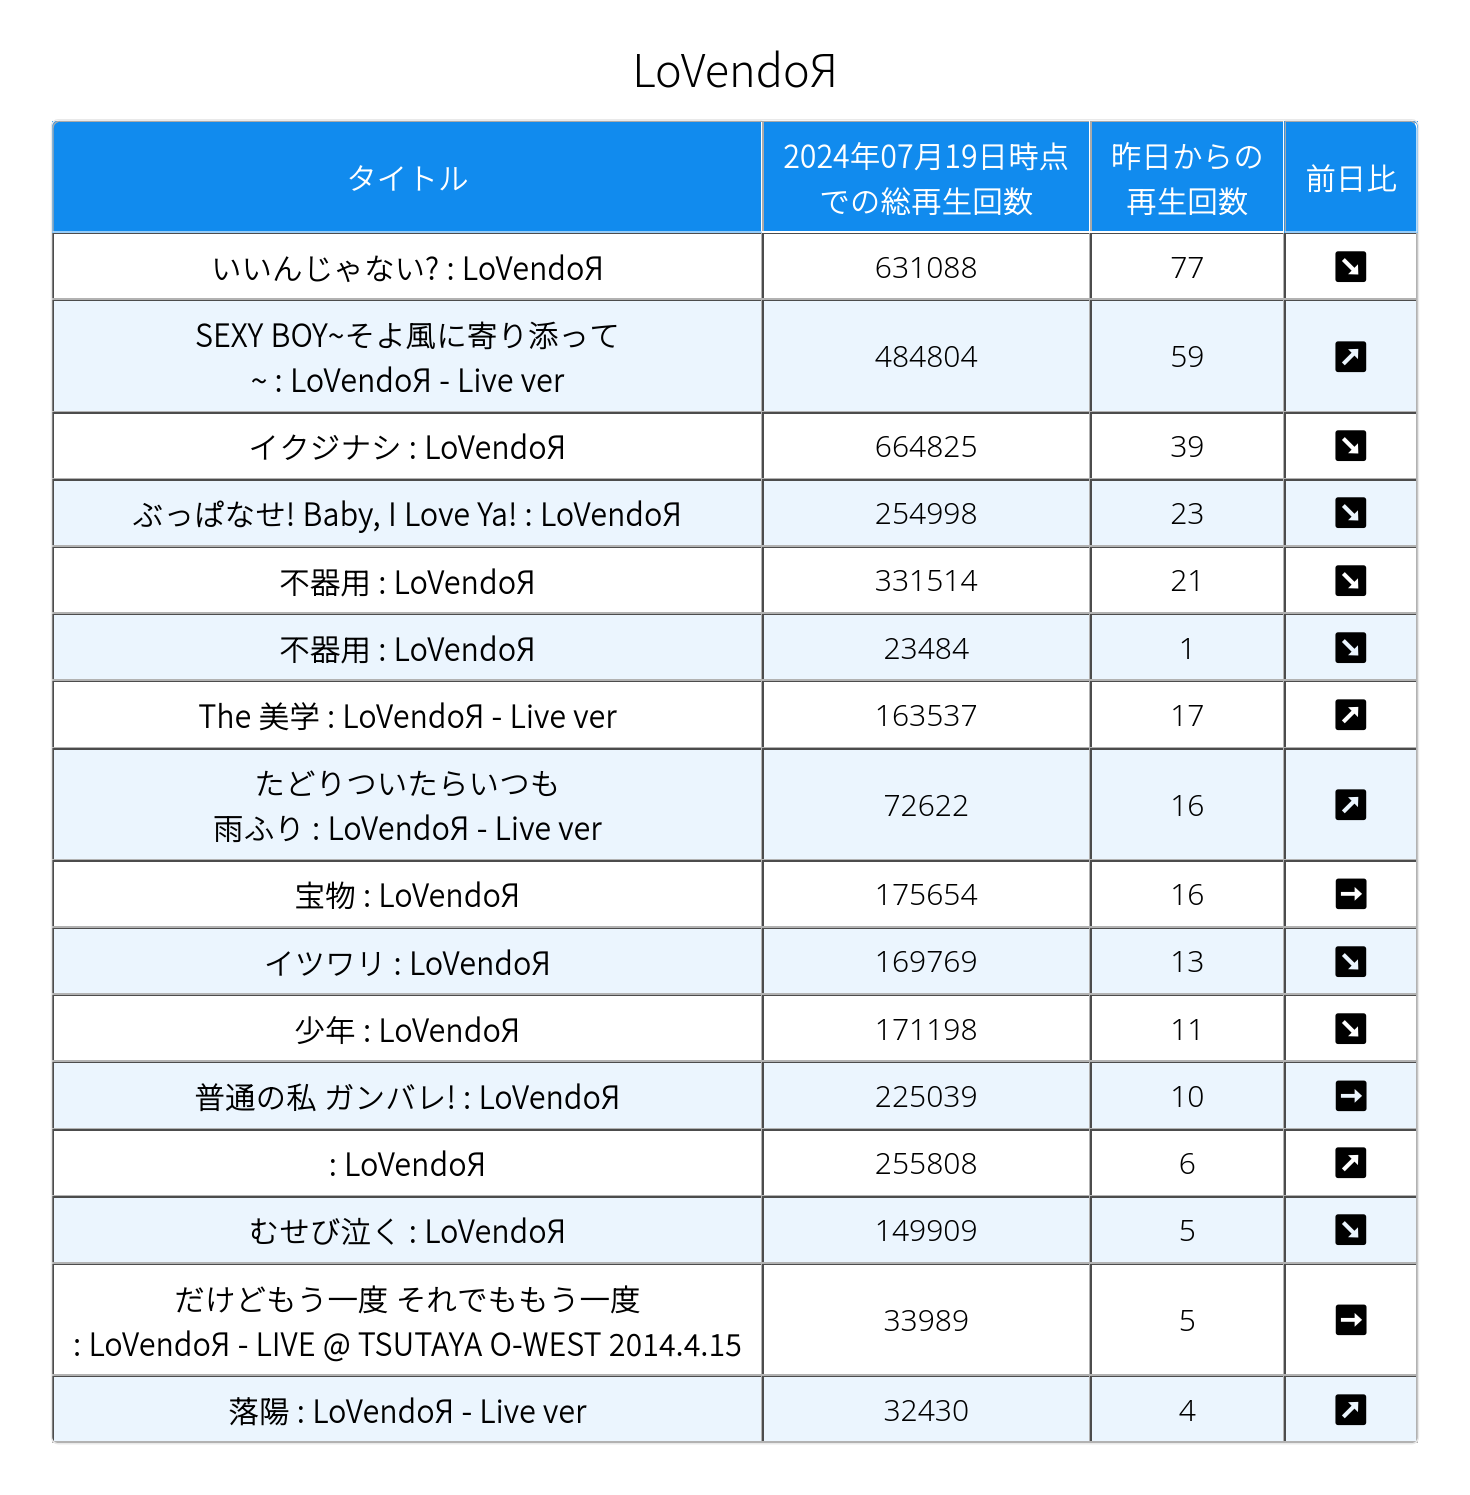 LoVendoЯ
タイトル
2024年07月19日時点
での総再生回数
昨日からの
再生回数
前日比
いいんじゃない? : LoVendoЯ
631088
77
SEXY BOY~そよ風に寄り添って
~ : LoVendoЯ - Live ver
484804
59
イクジナシ : LoVendoЯ
664825
39
ぶっぱなせ! Baby, I Love Ya! : LoVendoЯ
254998
23
不器用 : LoVendoЯ
331514
21
不器用 : LoVendoЯ
23484
1
The 美学 : LoVendoЯ - Live ver
163537
17
たどりついたらいつも
雨ふり : LoVendoЯ - Live ver
72622
16
宝物 : LoVendoЯ
175654
16
イツワリ : LoVendoЯ
169769
13
少年 : LoVendoЯ
171198
11
普通の私 ガンバレ! : LoVendoЯ
225039
10
: LoVendoЯ
255808
6
むせび泣く : LoVendoЯ
149909
5
だけどもう一度 それでももう一度
: LoVendoЯ - LIVE @ TSUTAYA O-WEST 2014.4.15
33989
5
落陽 : LoVendoЯ - Live ver
32430
4